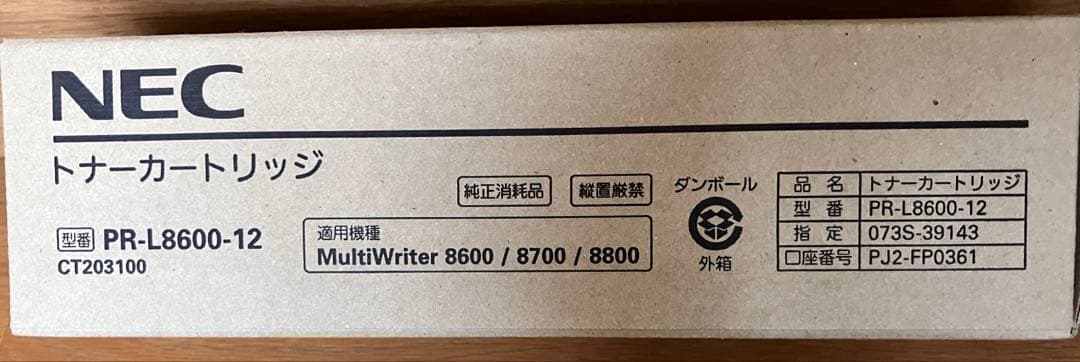 NEC
トナーカートリッジ
純正消耗品 縦置厳禁
型番 PR-L8600-12
CT203100
適用機種
MultiWriter 8600 / 8700 / 8800
ダンボール
外箱
品 名 トナーカートリッジ
型 番 PR-L8600-12
指 定 073S-39143
口座番号 PJ2-FP0361